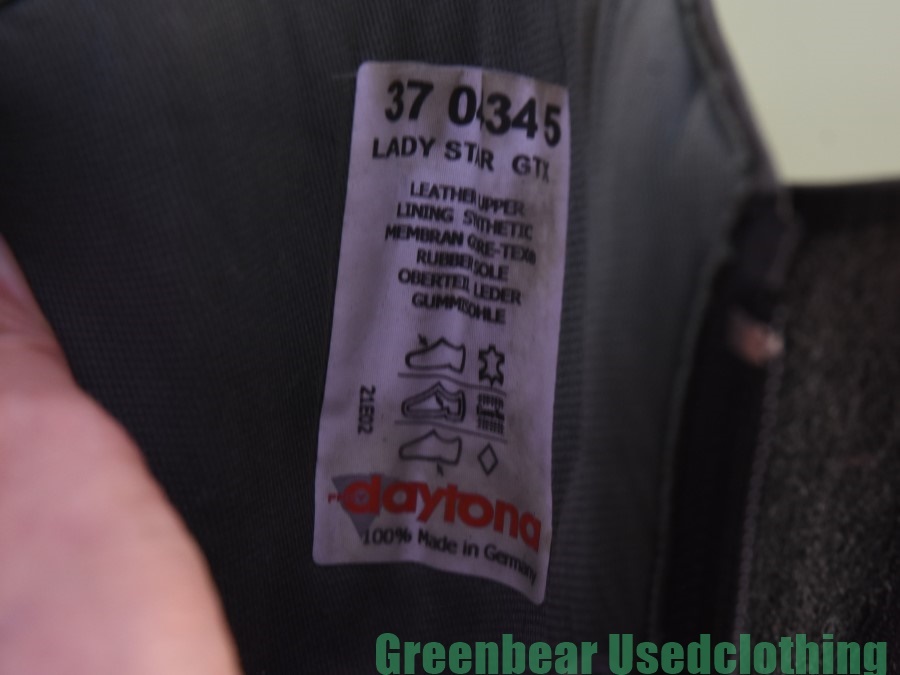 37 04345
LADY STAR GTX
LEATHER UPPER
LINING SYNTHETIC
MEMBRAN GORE-TEX®
RUBBER SOLE
OBERTEIL LEDER
GUMMISOHLE
21E02
daytona
100% Made in Germany
Greenbear Usedclothing